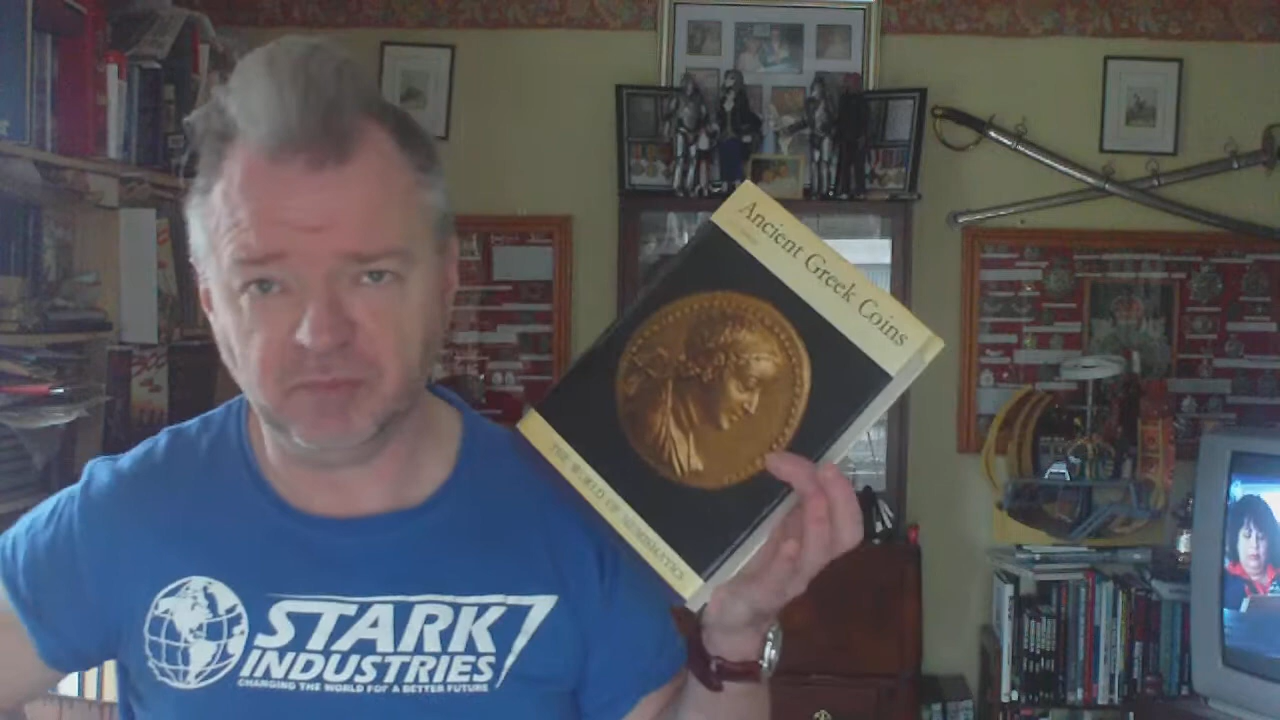 Ancient Greek Coins
THE WORLD OF NUMISMATICS
STARK
INDUSTRIES
CHANGING THE WORLD FOR A BETTER FUTURE